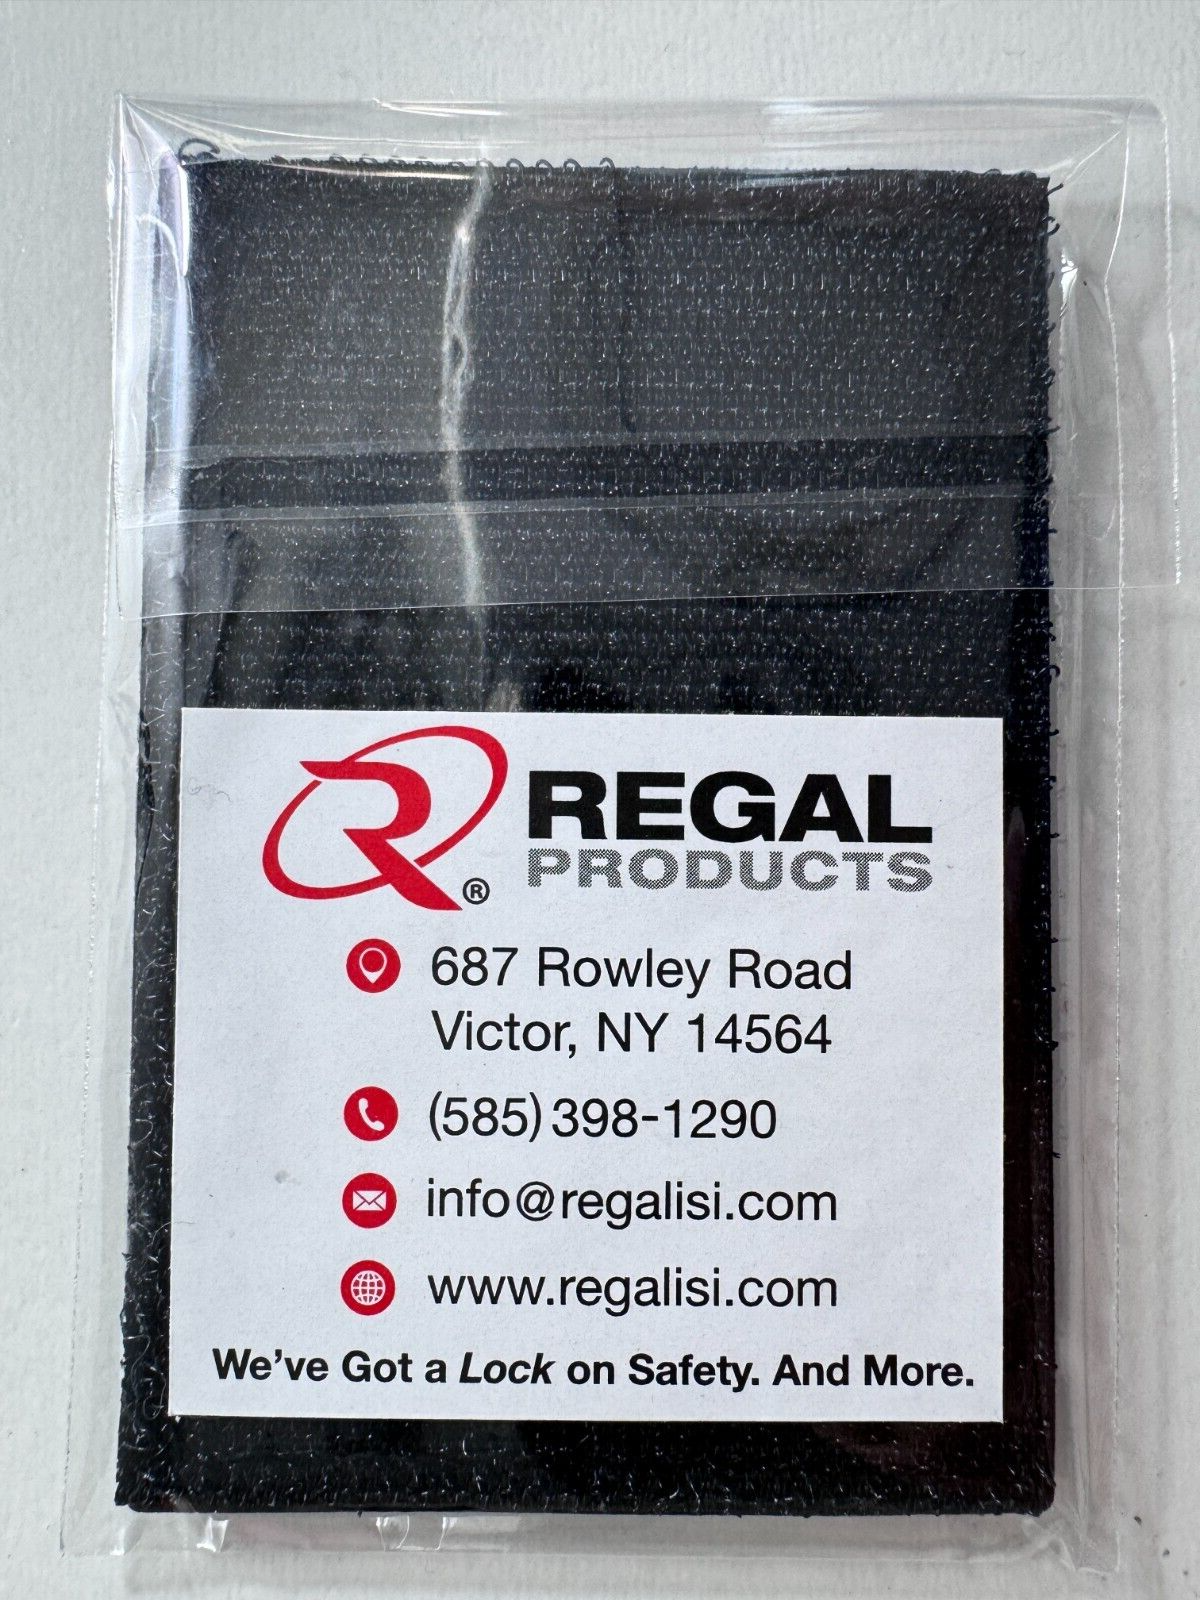 REGAL
PRODUCTS
®
687 Rowley Road
Victor, NY 14564
(585) 398-1290
info@regalisi.com
www.regalisi.com
We've Got a Lock on Safety. And More.